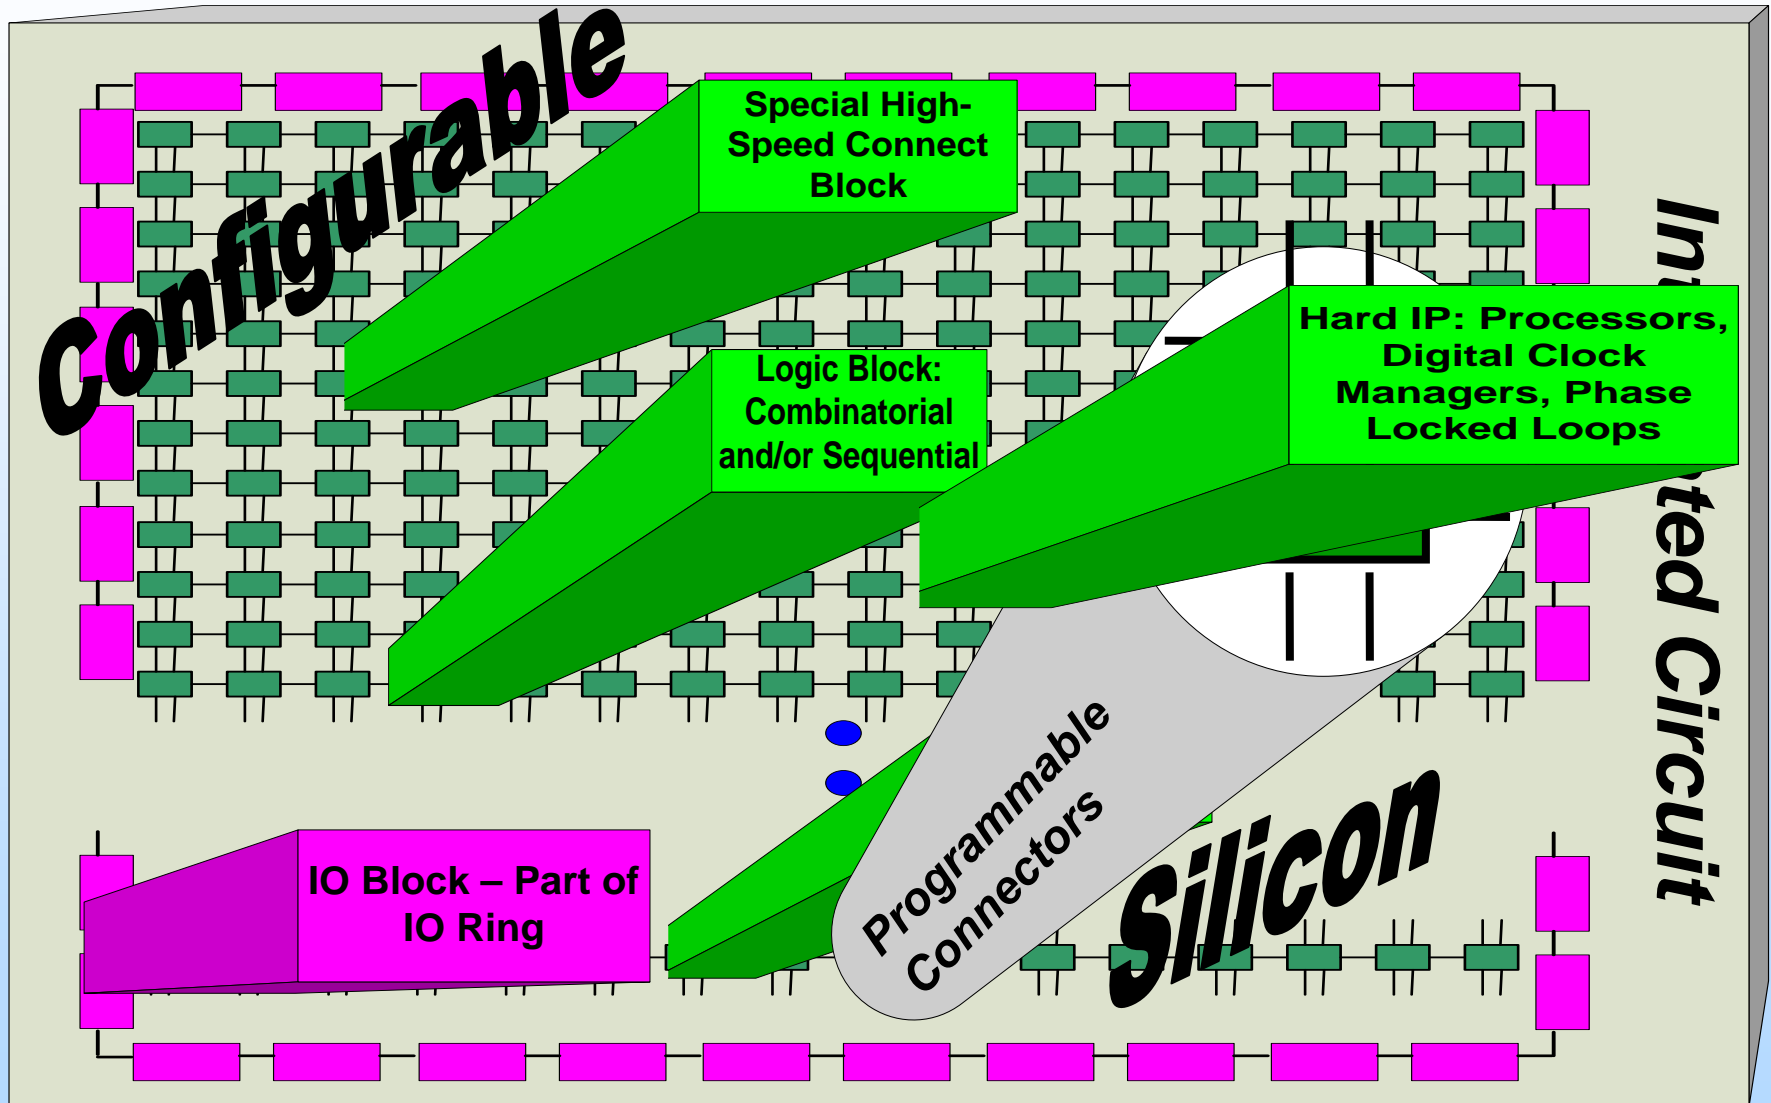 Configurable
Special High-
Speed Connect
Block
Hard IP: Processors,
Digital Clock
Managers, Phase
Locked Loops
Logic Block:
Combinatorial
and/or Sequential
Circuit
Programmable
Connectors
Silicon
IO Block – Part of
IO Ring